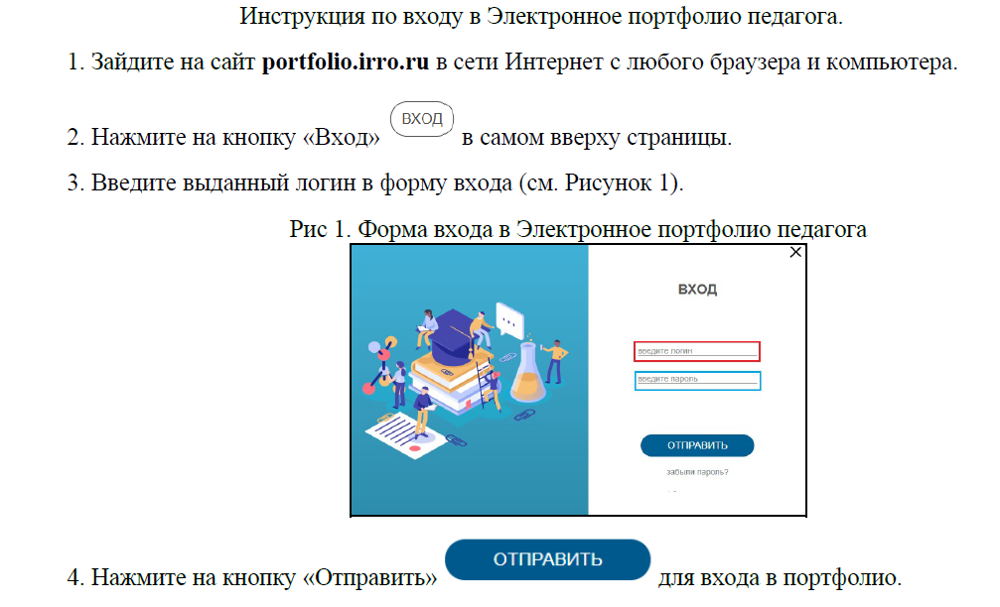 Инструкция по входу в Электронное портфолио педагога.
1. Зайдите на сайт portfolio.irro.ru в сети Интернет с любого браузера и компьютера.
2. Нажмите на кнопку «Вход» ВХОД в самом вверху страницы.
3. Введите выданный логин в форму входа (см. Рисунок 1).
Рис 1. Форма входа в Электронное портфолио педагога
ВХОД
введите логин
введите пароль
ОТПРАВИТЬ
забыли пароль?
4. Нажмите на кнопку «Отправить» ОТПРАВИТЬ для входа в портфолио.